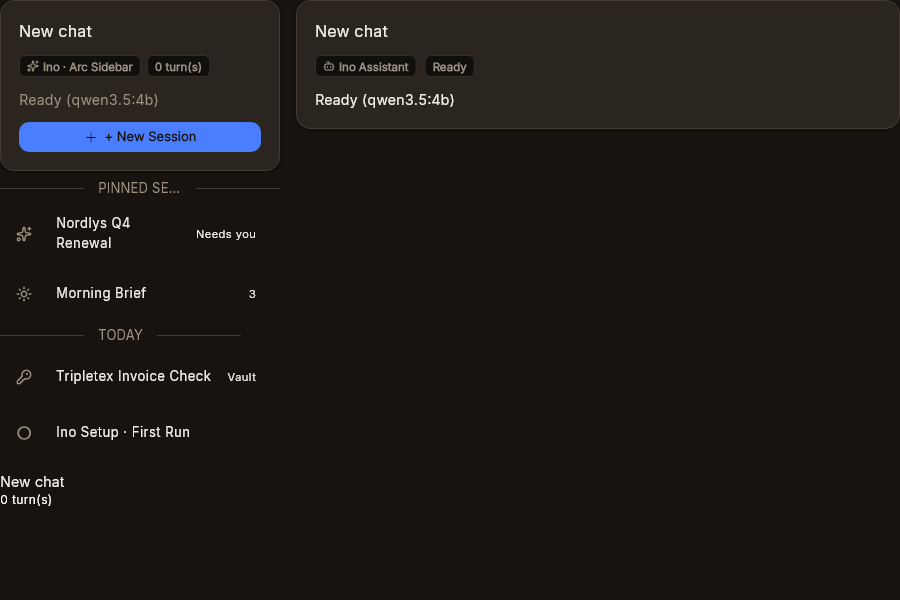 New chat
Ino · Arc Sidebar
0 turn(s)
Ready (qwen3.5:4b)
+ New Session
PINNED SE...
Nordlys Q4
Renewal
Needs you
Morning Brief
3
TODAY
Tripletex Invoice Check
Vault
Ino Setup · First Run
New chat
0 turn(s)
New chat
Ino Assistant
Ready
Ready (qwen3.5:4b)